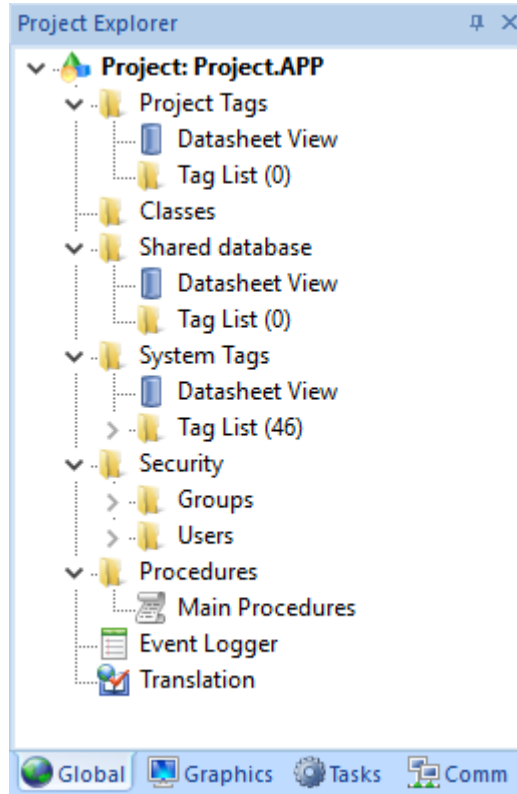 Project Explorer
Project: Project.APP
Project Tags
Datasheet View
Tag List (0)
Classes
Shared database
Datasheet View
Tag List (0)
System Tags
Datasheet View
Tag List (46)
Security
Groups
Users
Procedures
Main Procedures
Event Logger
Translation
Global Graphics Tasks Comm